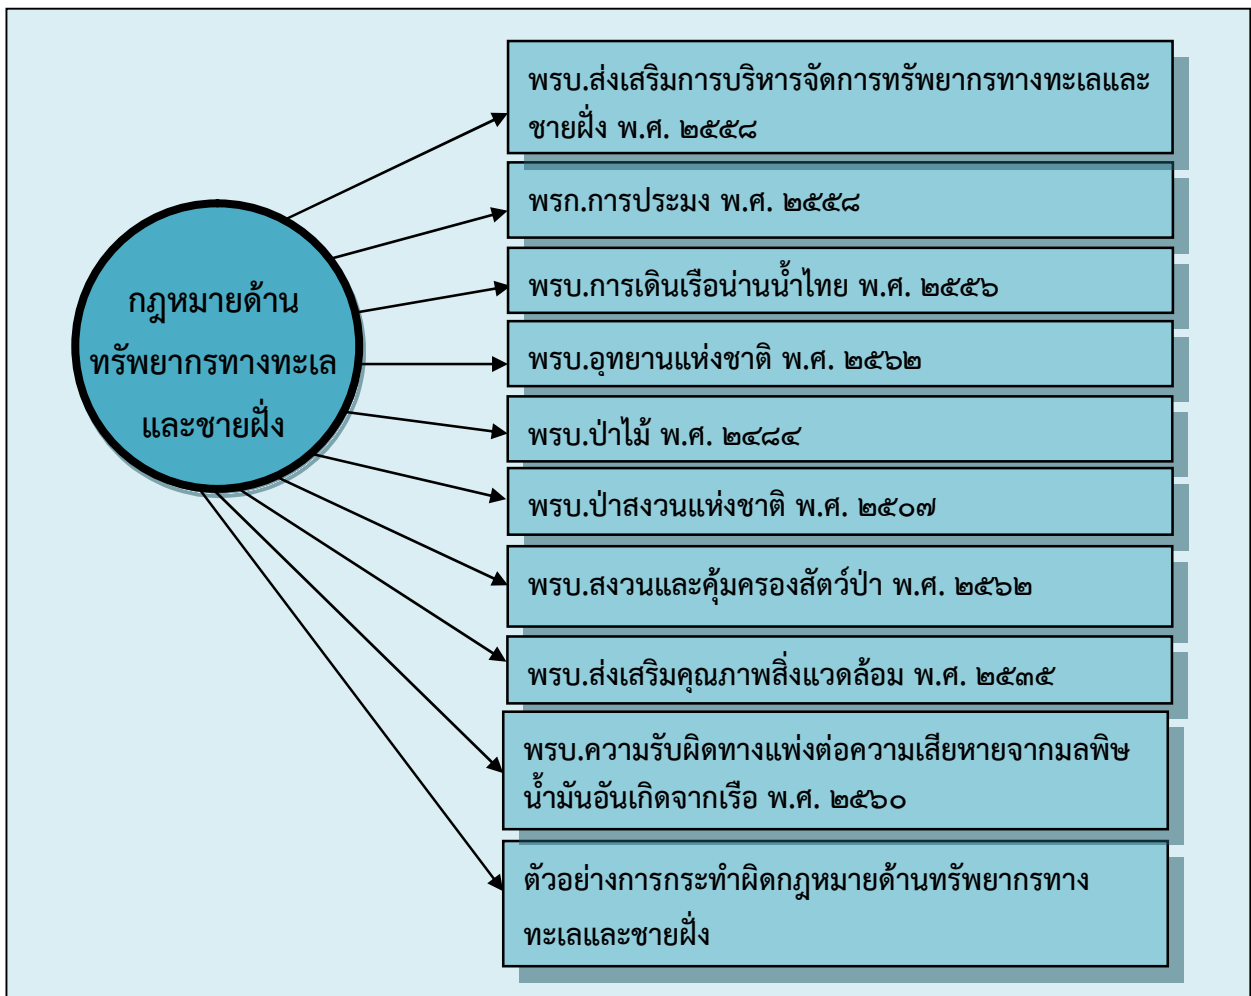 กฎหมายด้าน
ทรัพยากรทางทะเล
และชายฝั่ง
พรบ.ส่งเสริมการบริหารจัดการทรัพยากรทางทะเลและ
ชายฝั่ง พ.ศ. ๒๕๕๘
พรก.การประมง พ.ศ. ๒๕๕๘
พรบ.การเดินเรือน่านน้ำไทย พ.ศ. ๒๕๕๖
พรบ.อุทยานแห่งชาติ พ.ศ. ๒๕๖๒
พรบ.ป่าไม้ พ.ศ. ๒๔๘๔
พรบ.ป่าสงวนแห่งชาติ พ.ศ. ๒๕๐๗
พรบ.สงวนและคุ้มครองสัตว์ป่า พ.ศ. ๒๕๖๒
พรบ.ส่งเสริมคุณภาพสิ่งแวดล้อม พ.ศ. ๒๕๓๕
พรบ.ความรับผิดทางแพ่งต่อความเสียหายจากมลพิษ
น้ำมันอันเกิดจากเรือ พ.ศ. ๒๕๖๐
ตัวอย่างการกระทำผิดกฎหมายด้านทรัพยากรทาง
ทะเลและชายฝั่ง